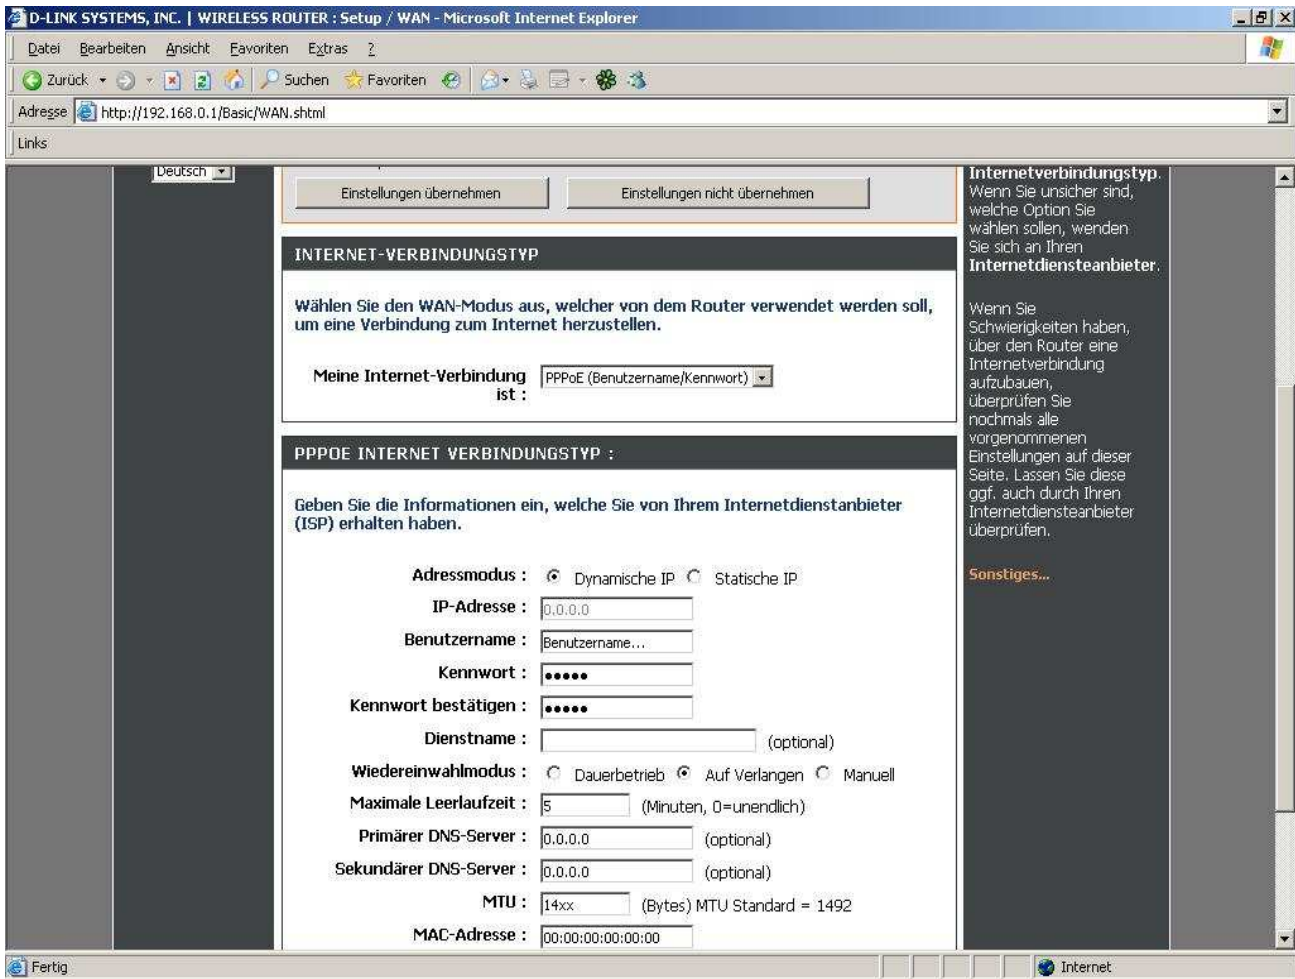 D-LINK SYSTEMS, INC. | WIRELESS ROUTER : Setup / WAN - Microsoft Internet Explorer
Datei Bearbeiten Ansicht Favoriten Extras ?
Zurück Suchen Favoriten
Adresse http://192.168.0.1/Basic/WAN.shtml
Links
Deutsch
Einstellungen übernehmen Einstellungen nicht übernehmen
INTERNET-VERBINDUNGSTYP
Wählen Sie den WAN-Modus aus, welcher von dem Router verwendet werden soll,
um eine Verbindung zum Internet herzustellen.
Meine Internet-Verbindung
ist : PPPoE (Benutzername/Kennwort)
PPPOE INTERNET VERBINDUNGSTYP :
Geben Sie die Informationen ein, welche Sie von Ihrem Internetdienstanbieter
(ISP) erhalten haben.
Adressmodus : Dynamische IP Statische IP
IP-Adresse : 0.0.0.0
Benutzername : Benutzername...
Kennwort : •••••
Kennwort bestätigen : •••••
Dienstname : (optional)
Wiedereinwahlmodus : Dauerbetrieb Auf Verlangen Manuell
Maximale Leerlaufzeit : 5 (Minuten, 0=unendlich)
Primärer DNS-Server : 0.0.0.0 (optional)
Sekundärer DNS-Server : 0.0.0.0 (optional)
MTU : 14xx (Bytes) MTU Standard = 1492
MAC-Adresse : 00:00:00:00:00:00
Internetverbindungstyp.
Wenn Sie unsicher sind,
welche Option Sie
wählen sollen, wenden
Sie sich an Ihren
Internetdiensteanbieter.
Wenn Sie
Schwierigkeiten haben,
über den Router eine
Internetverbindung
aufzubauen,
überprüfen Sie
nochmals alle
vorgenommenen
Einstellungen auf dieser
Seite. Lassen Sie diese
ggf. auch durch Ihren
Internetdiensteanbieter
überprüfen.
Sonstiges...
Fertig
Internet